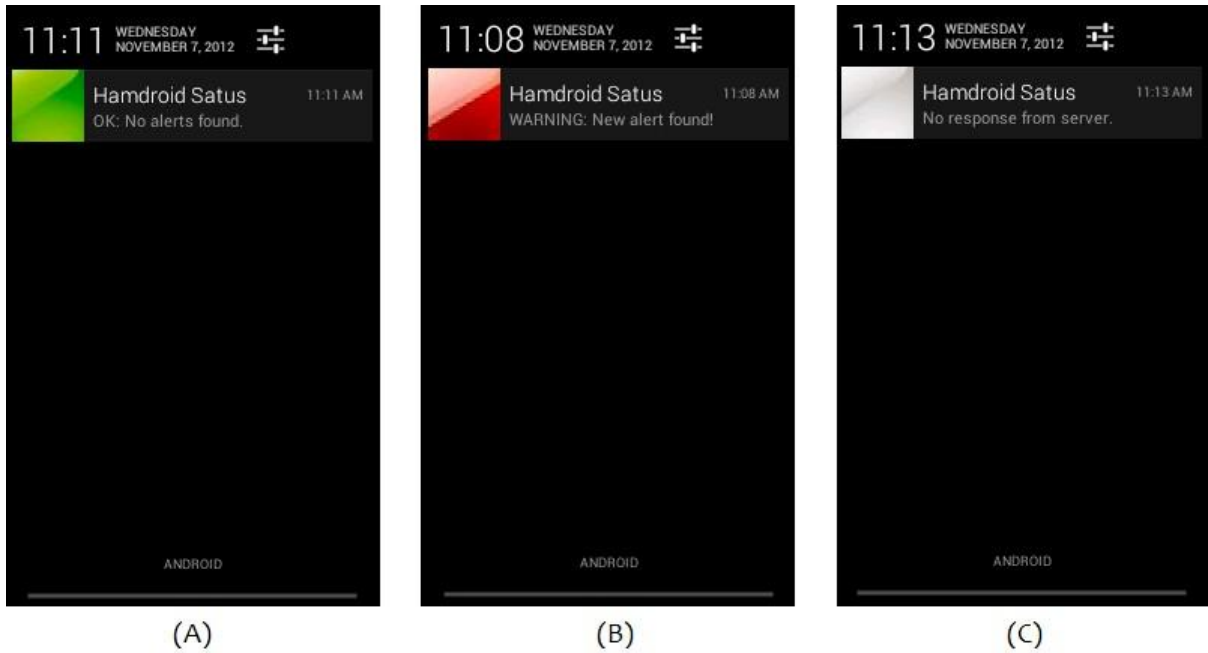 11:11 WEDNESDAY
NOVEMBER 7, 2012
Hamdroid Satus 11:11 AM
OK: No alerts found.
ANDROID
(A)
11:08 WEDNESDAY
NOVEMBER 7, 2012
Hamdroid Satus 11:08 AM
WARNING: New alert found!
ANDROID
(B)
11:13 WEDNESDAY
NOVEMBER 7, 2012
Hamdroid Satus 11:13 AM
No response from server.
ANDROID
(C)